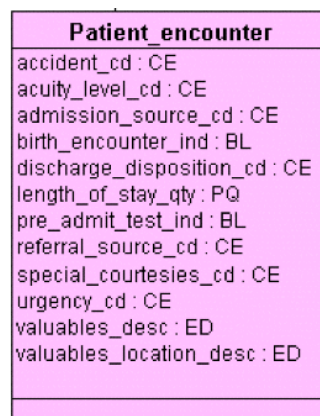 Patient_encounter
accident_cd : CE
acuity_level_cd : CE
admission_source_cd : CE
birth_encounter_ind : BL
discharge_disposition_cd : CE
length_of_stay_qty : PQ
pre_admit_test_ind : BL
referral_source_cd : CE
special_courtesies_cd : CE
urgency_cd : CE
valuables_desc : ED
valuables_location_desc : ED